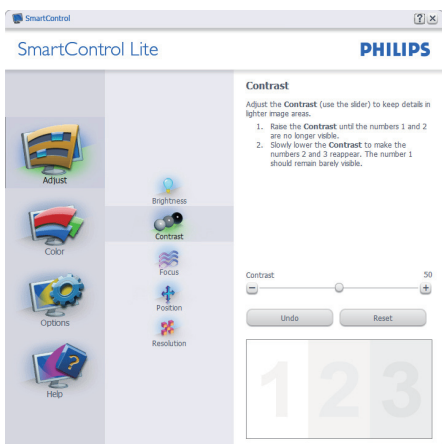 SmartControl
SmartControl Lite
PHILIPS
Adjust
Color
Options
Help
Brightness
Contrast
Focus
Position
Resolution
Contrast
Adjust the Contrast (use the slider) to keep details in
lighter image areas.
1. Raise the Contrast until the numbers 1 and 2
are no longer visible.
2. Slowly lower the Contrast to make the
numbers 2 and 3 reappear. The number 1
should remain barely visible.
Contrast 50
Undo Reset
1 2 3